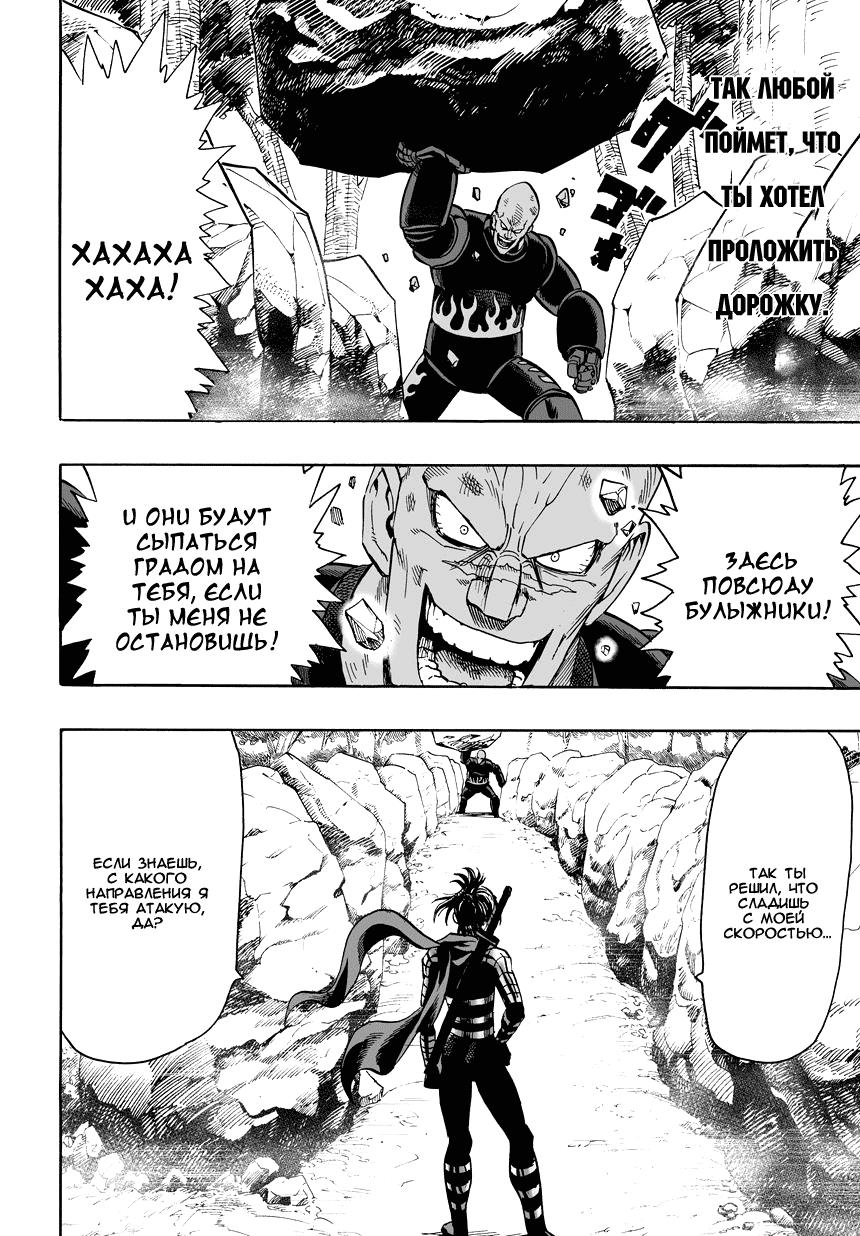 ТАК ЛЮБОЙ
ПОЙМЕТ, ЧТО
ТЫ ХОТЕЛ
ПРОЛОЖИТЬ
ДОРОЖКУ.
ХАХАХА
ХАХА!
ЗДЕСЬ
ПОВСЮДУ
БУЛЫЖНИКИ!
И ОНИ БУДУТ
СЫПАТЬСЯ
ГРАДОМ НА
ТЕБЯ, ЕСЛИ
ТЫ МЕНЯ НЕ
ОСТАНОВИШЬ!
ТАК ТЫ
РЕШИЛ, ЧТО
СЛАДИШЬ
С МОЕЙ
СКОРОСТЬЮ...
ЕСЛИ ЗНАЕШЬ,
С КАКОГО
НАПРАВЛЕНИЯ Я
ТЕБЯ АТАКУЮ,
ДА?